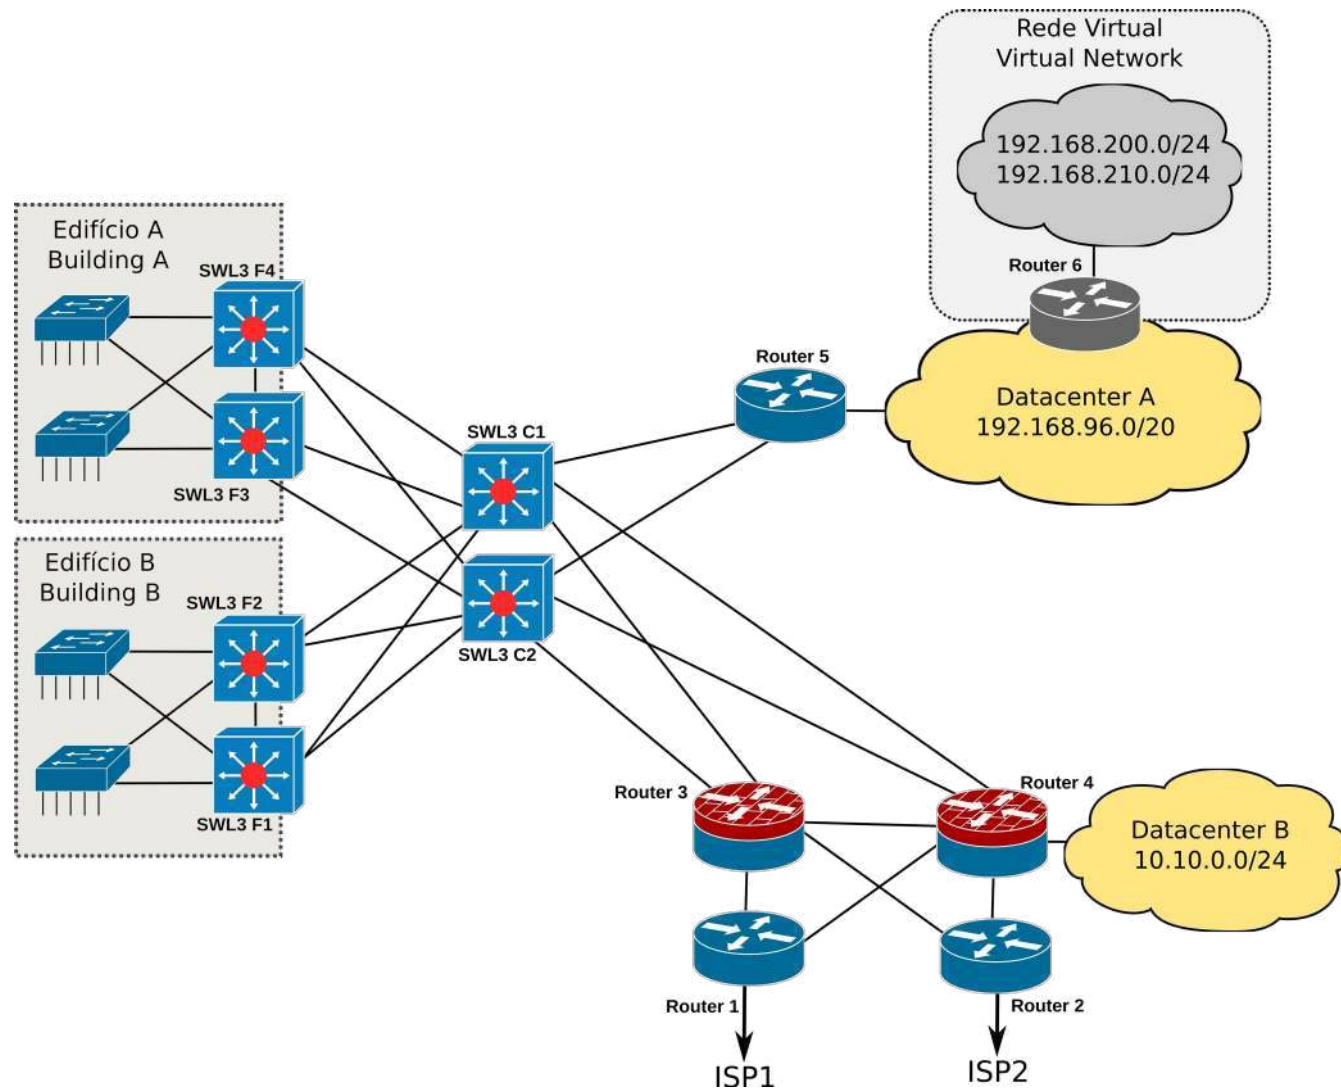 Rede Virtual
Virtual Network
192.168.200.0/24
192.168.210.0/24
Router 6
Edifício A
Building A
SWL3 F4
SWL3 F3
Router 5
Datacenter A
192.168.96.0/20
SWL3 C1
SWL3 C2
Edifício B
Building B
SWL3 F2
SWL3 F1
Router 3
Router 4
Datacenter B
10.10.0.0/24
Router 1
Router 2
ISP1
ISP2